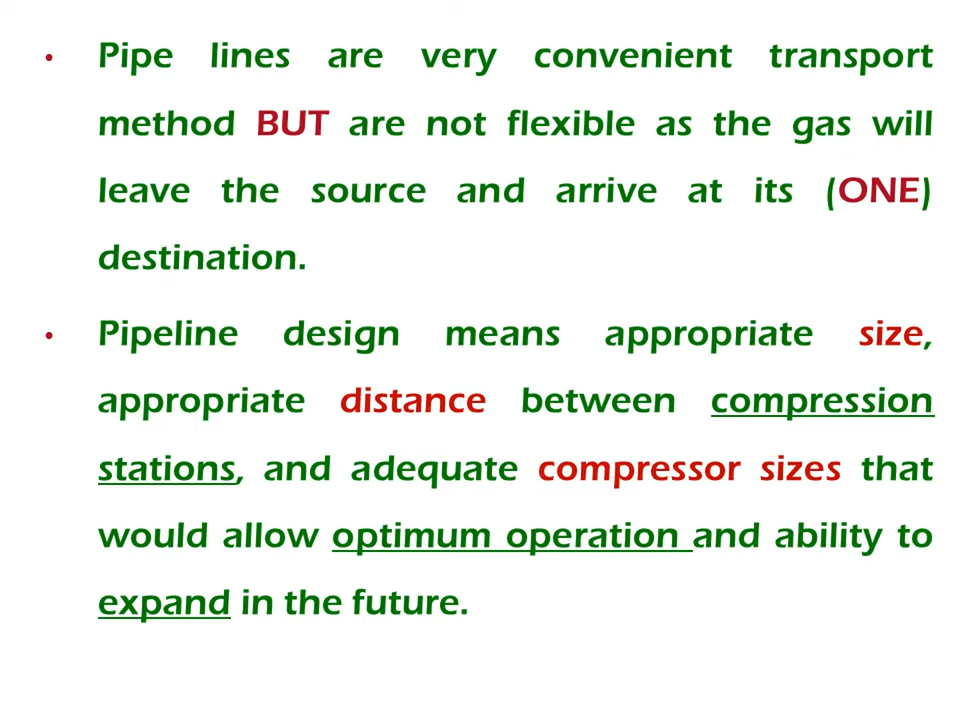 • Pipe lines are very convenient transport
method BUT are not flexible as the gas will
leave the source and arrive at its (ONE)
destination.
• Pipeline design means appropriate size,
appropriate distance between compression
stations, and adequate compressor sizes that
would allow optimum operation and ability to
expand in the future.